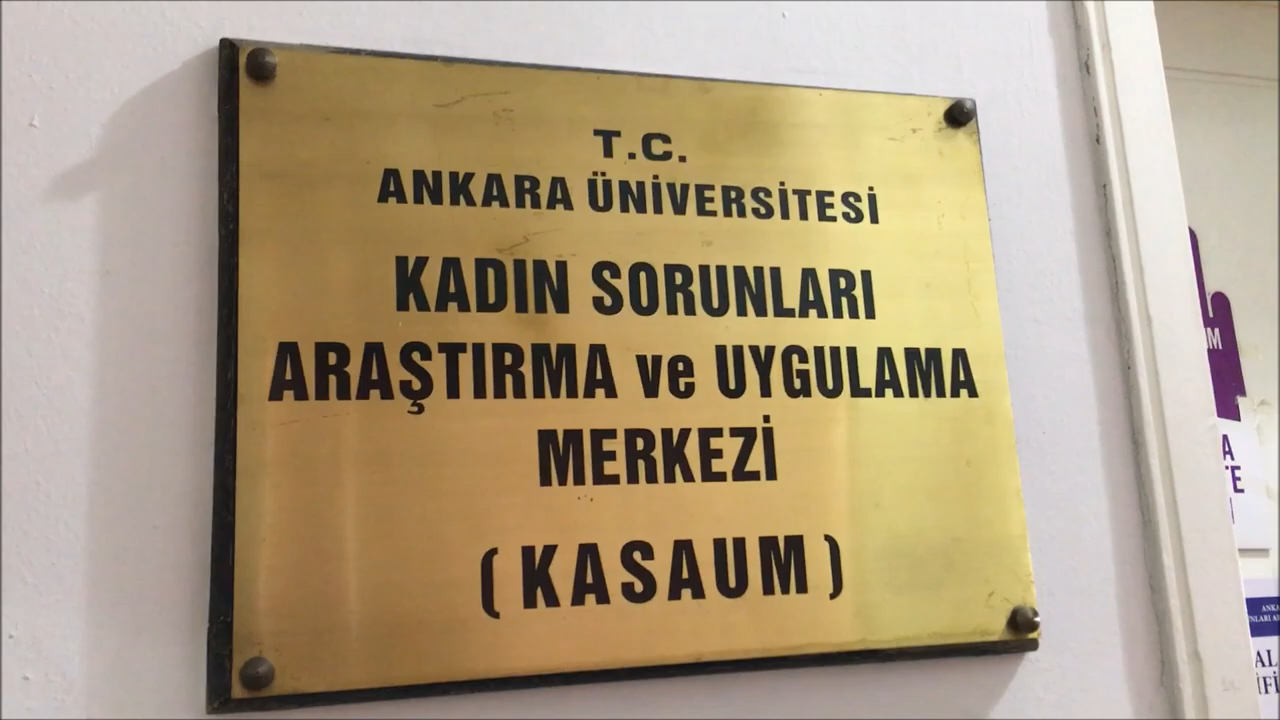 T.C.
ANKARA ÜNİVERSİTESİ
KADIN SORUNLARI
ARAŞTIRMA ve UYGULAMA
MERKEZİ
(KASAUM)